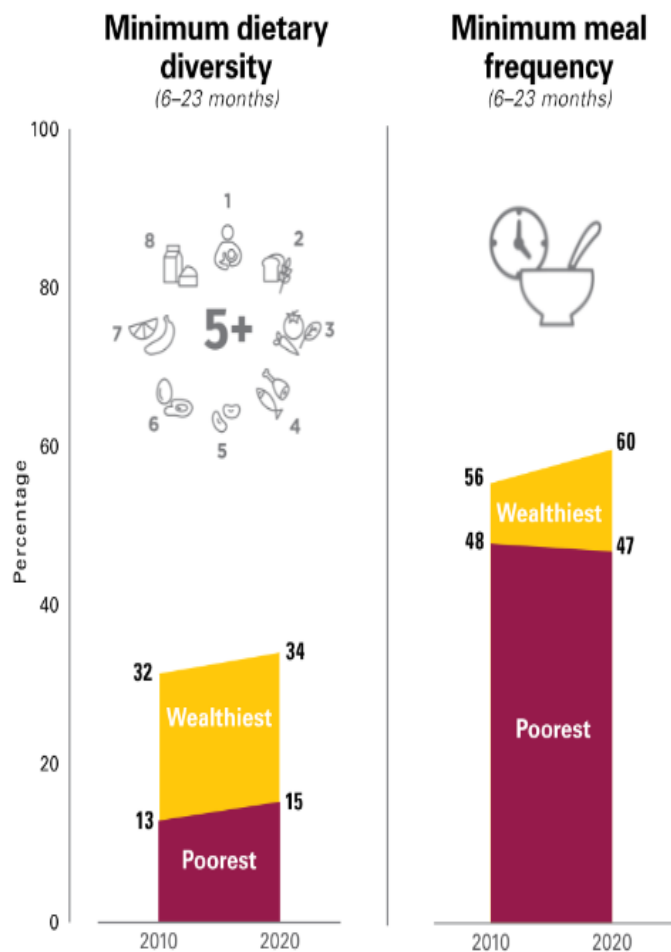 Minimum dietary
diversity
(6–23 months)
100
80
60
40
20
0
Percentage
1
2
3
4
5
6
7
8
5+
32
34
Wealthiest
13
15
Poorest
2010
2020
Minimum meal
frequency
(6–23 months)
56
60
Wealthiest
48
47
Poorest
2010
2020